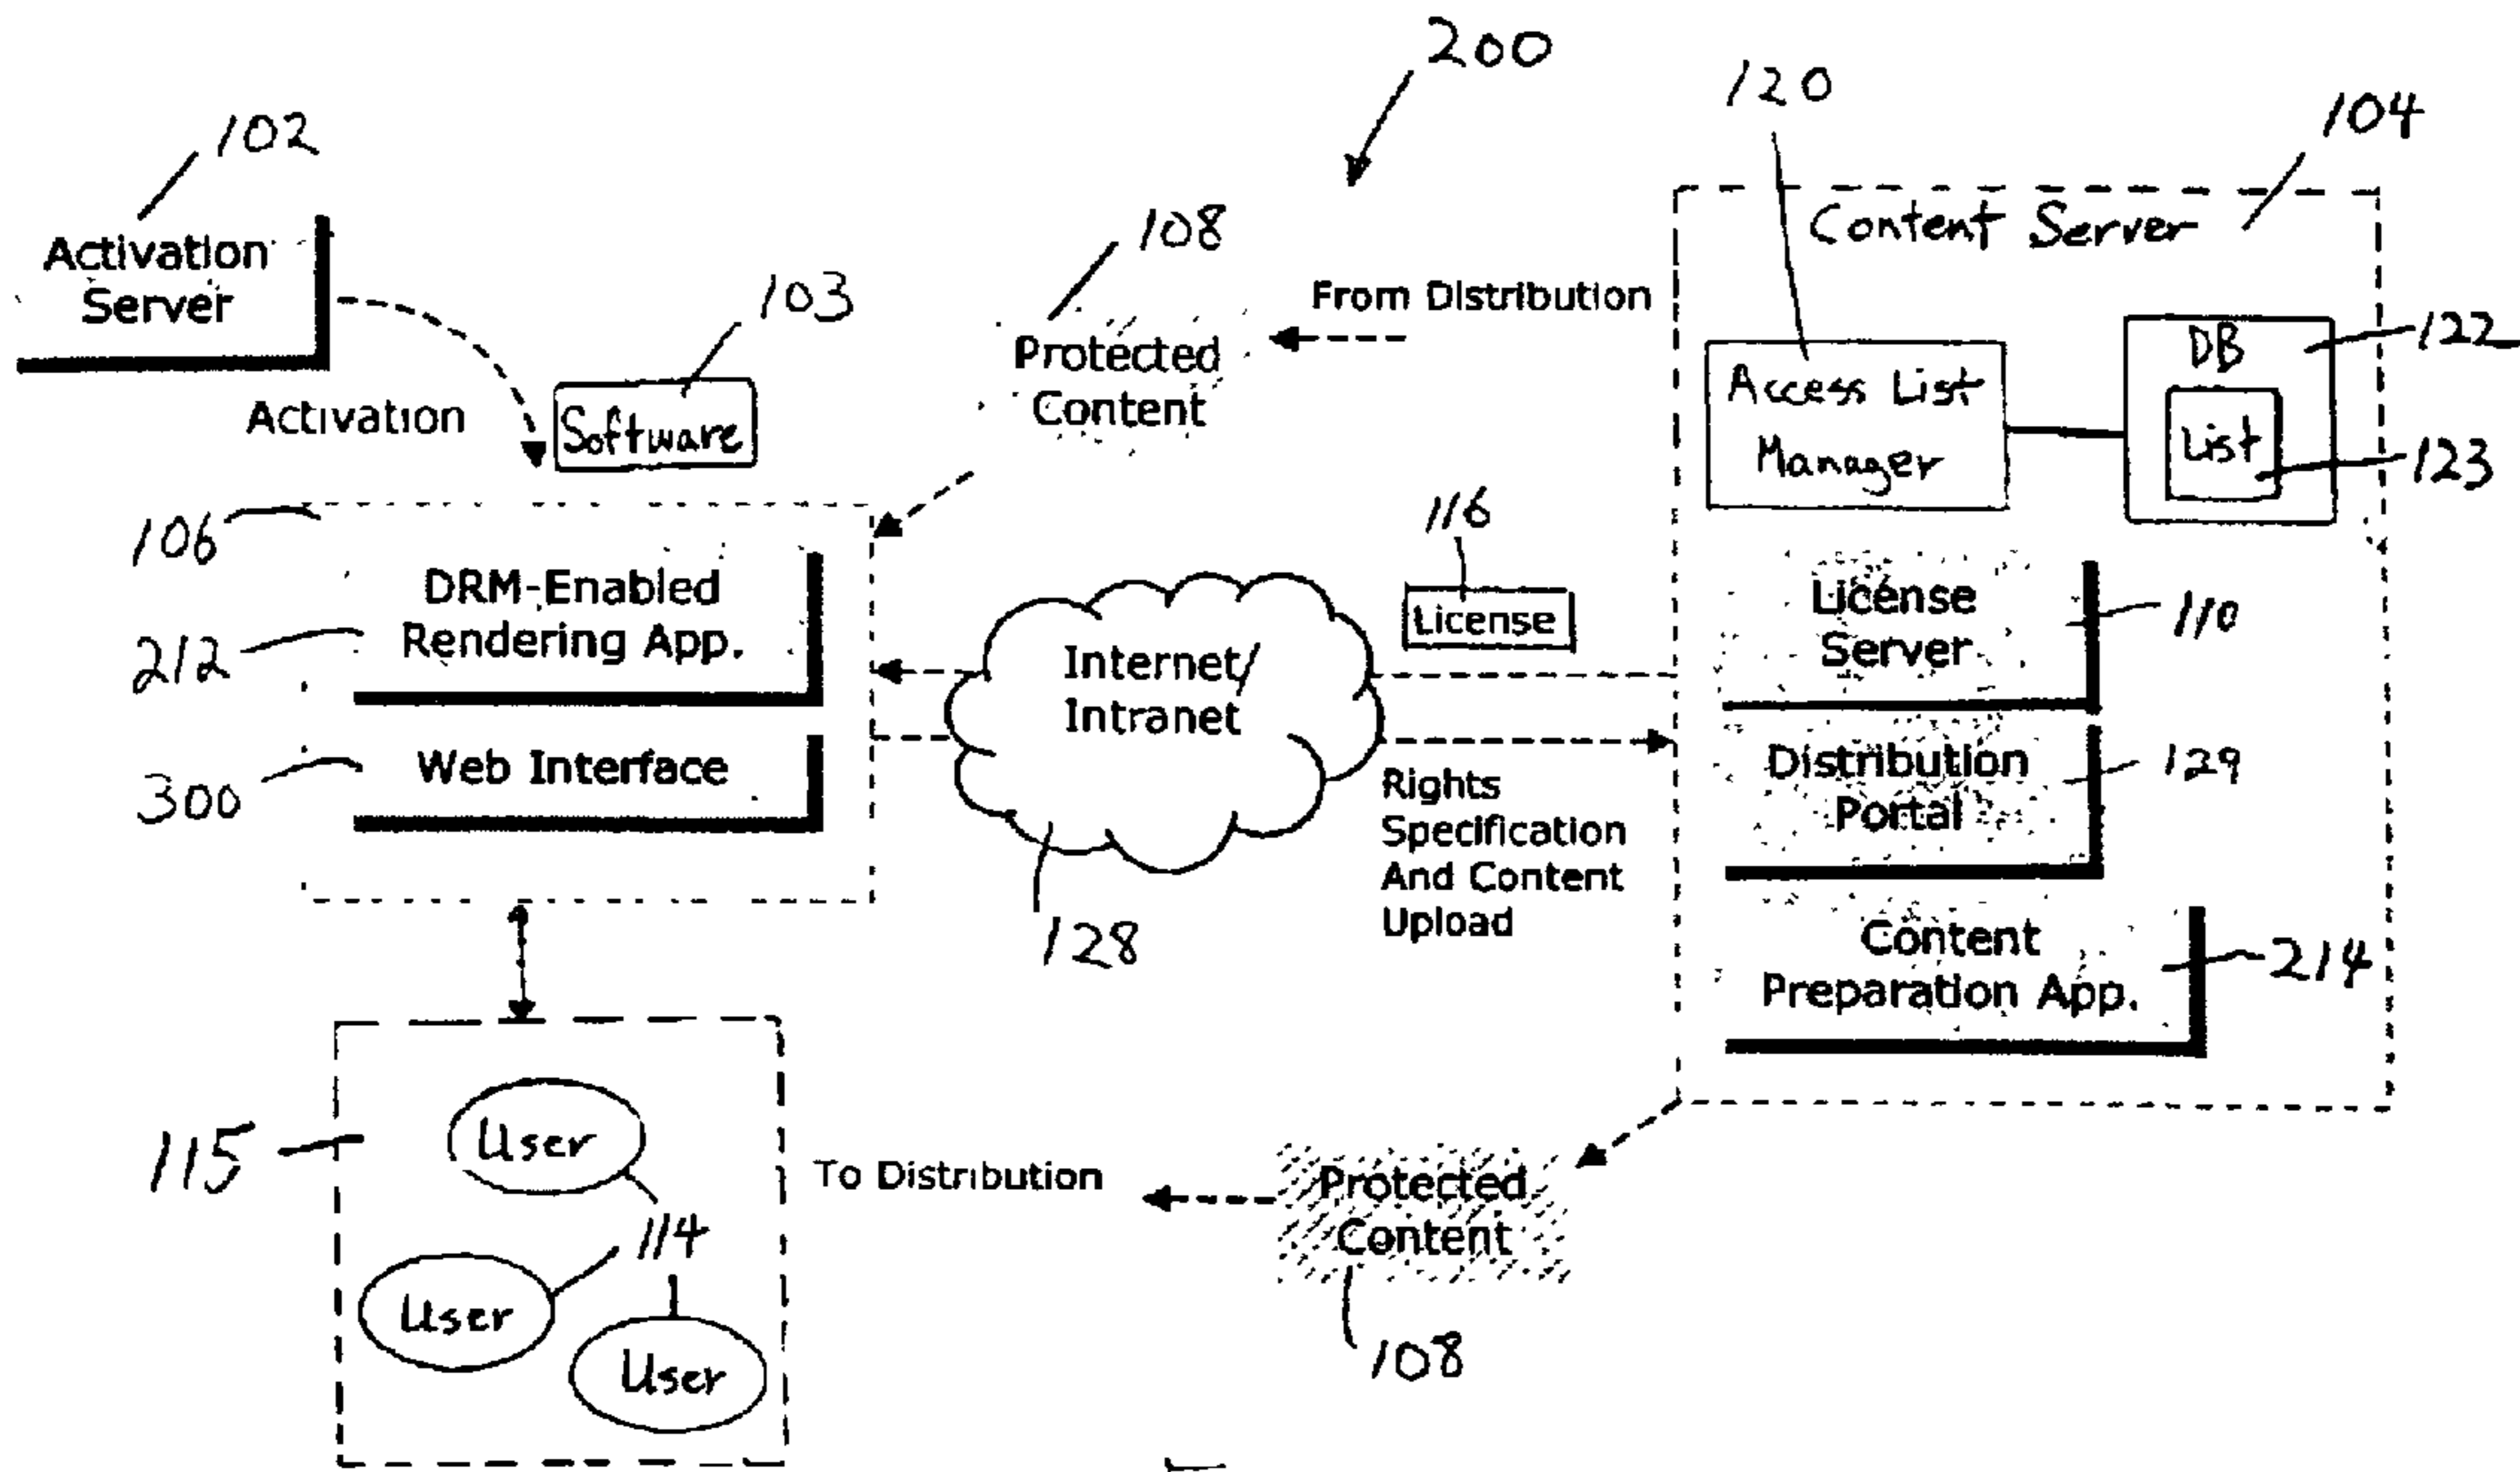 200
120
104
102
Content Server
108
Activation
Server
103
From Distribution
Protected
Content
DB
122
Access List
Manager
List
123
Activation
Software
116
106
License
DRM-Enabled
Rendering App.
212
License
Server
110
Internet/
Intranet
Web Interface
300
Rights
Specification
And Content
Upload
Distribution
Portal
129
128
Content
Preparation App.
214
115
User
114
User
User
To Distribution
Protected
Content
108